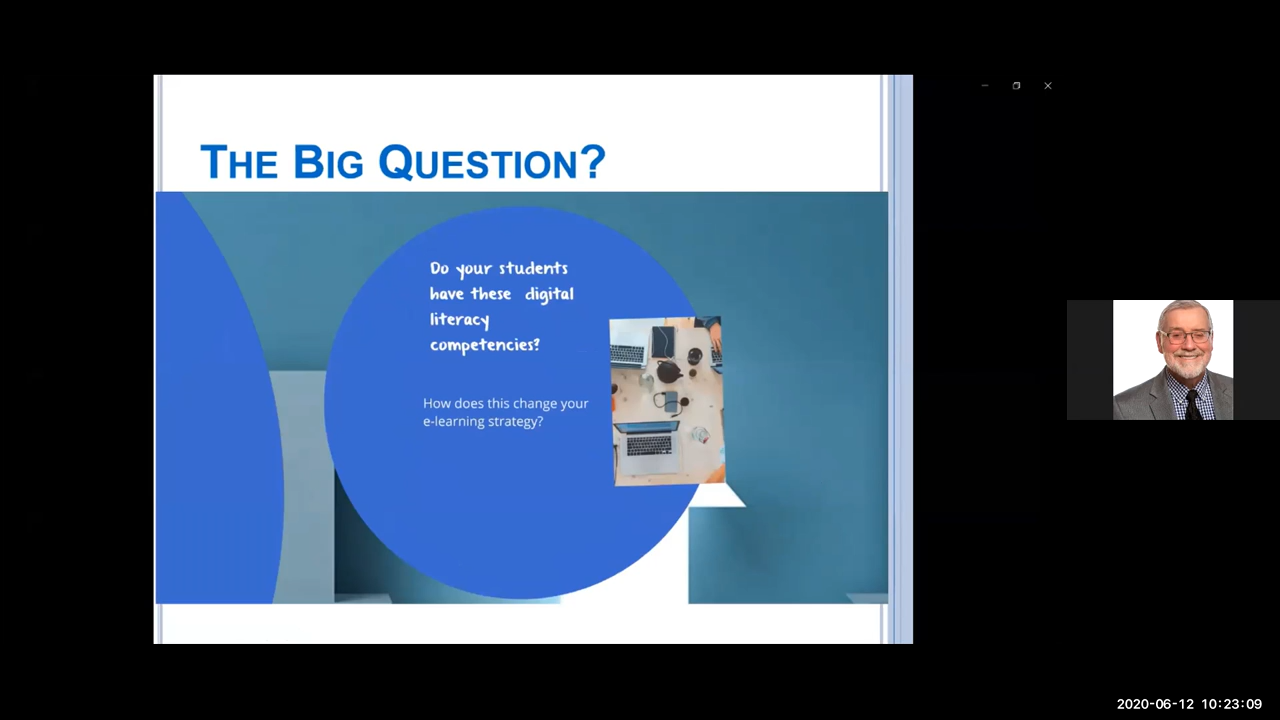 THE BIG QUESTION?
Do your students
have these digital
literacy
competencies?
How does this change your
e-learning strategy?
2020-06-12 10:23:09